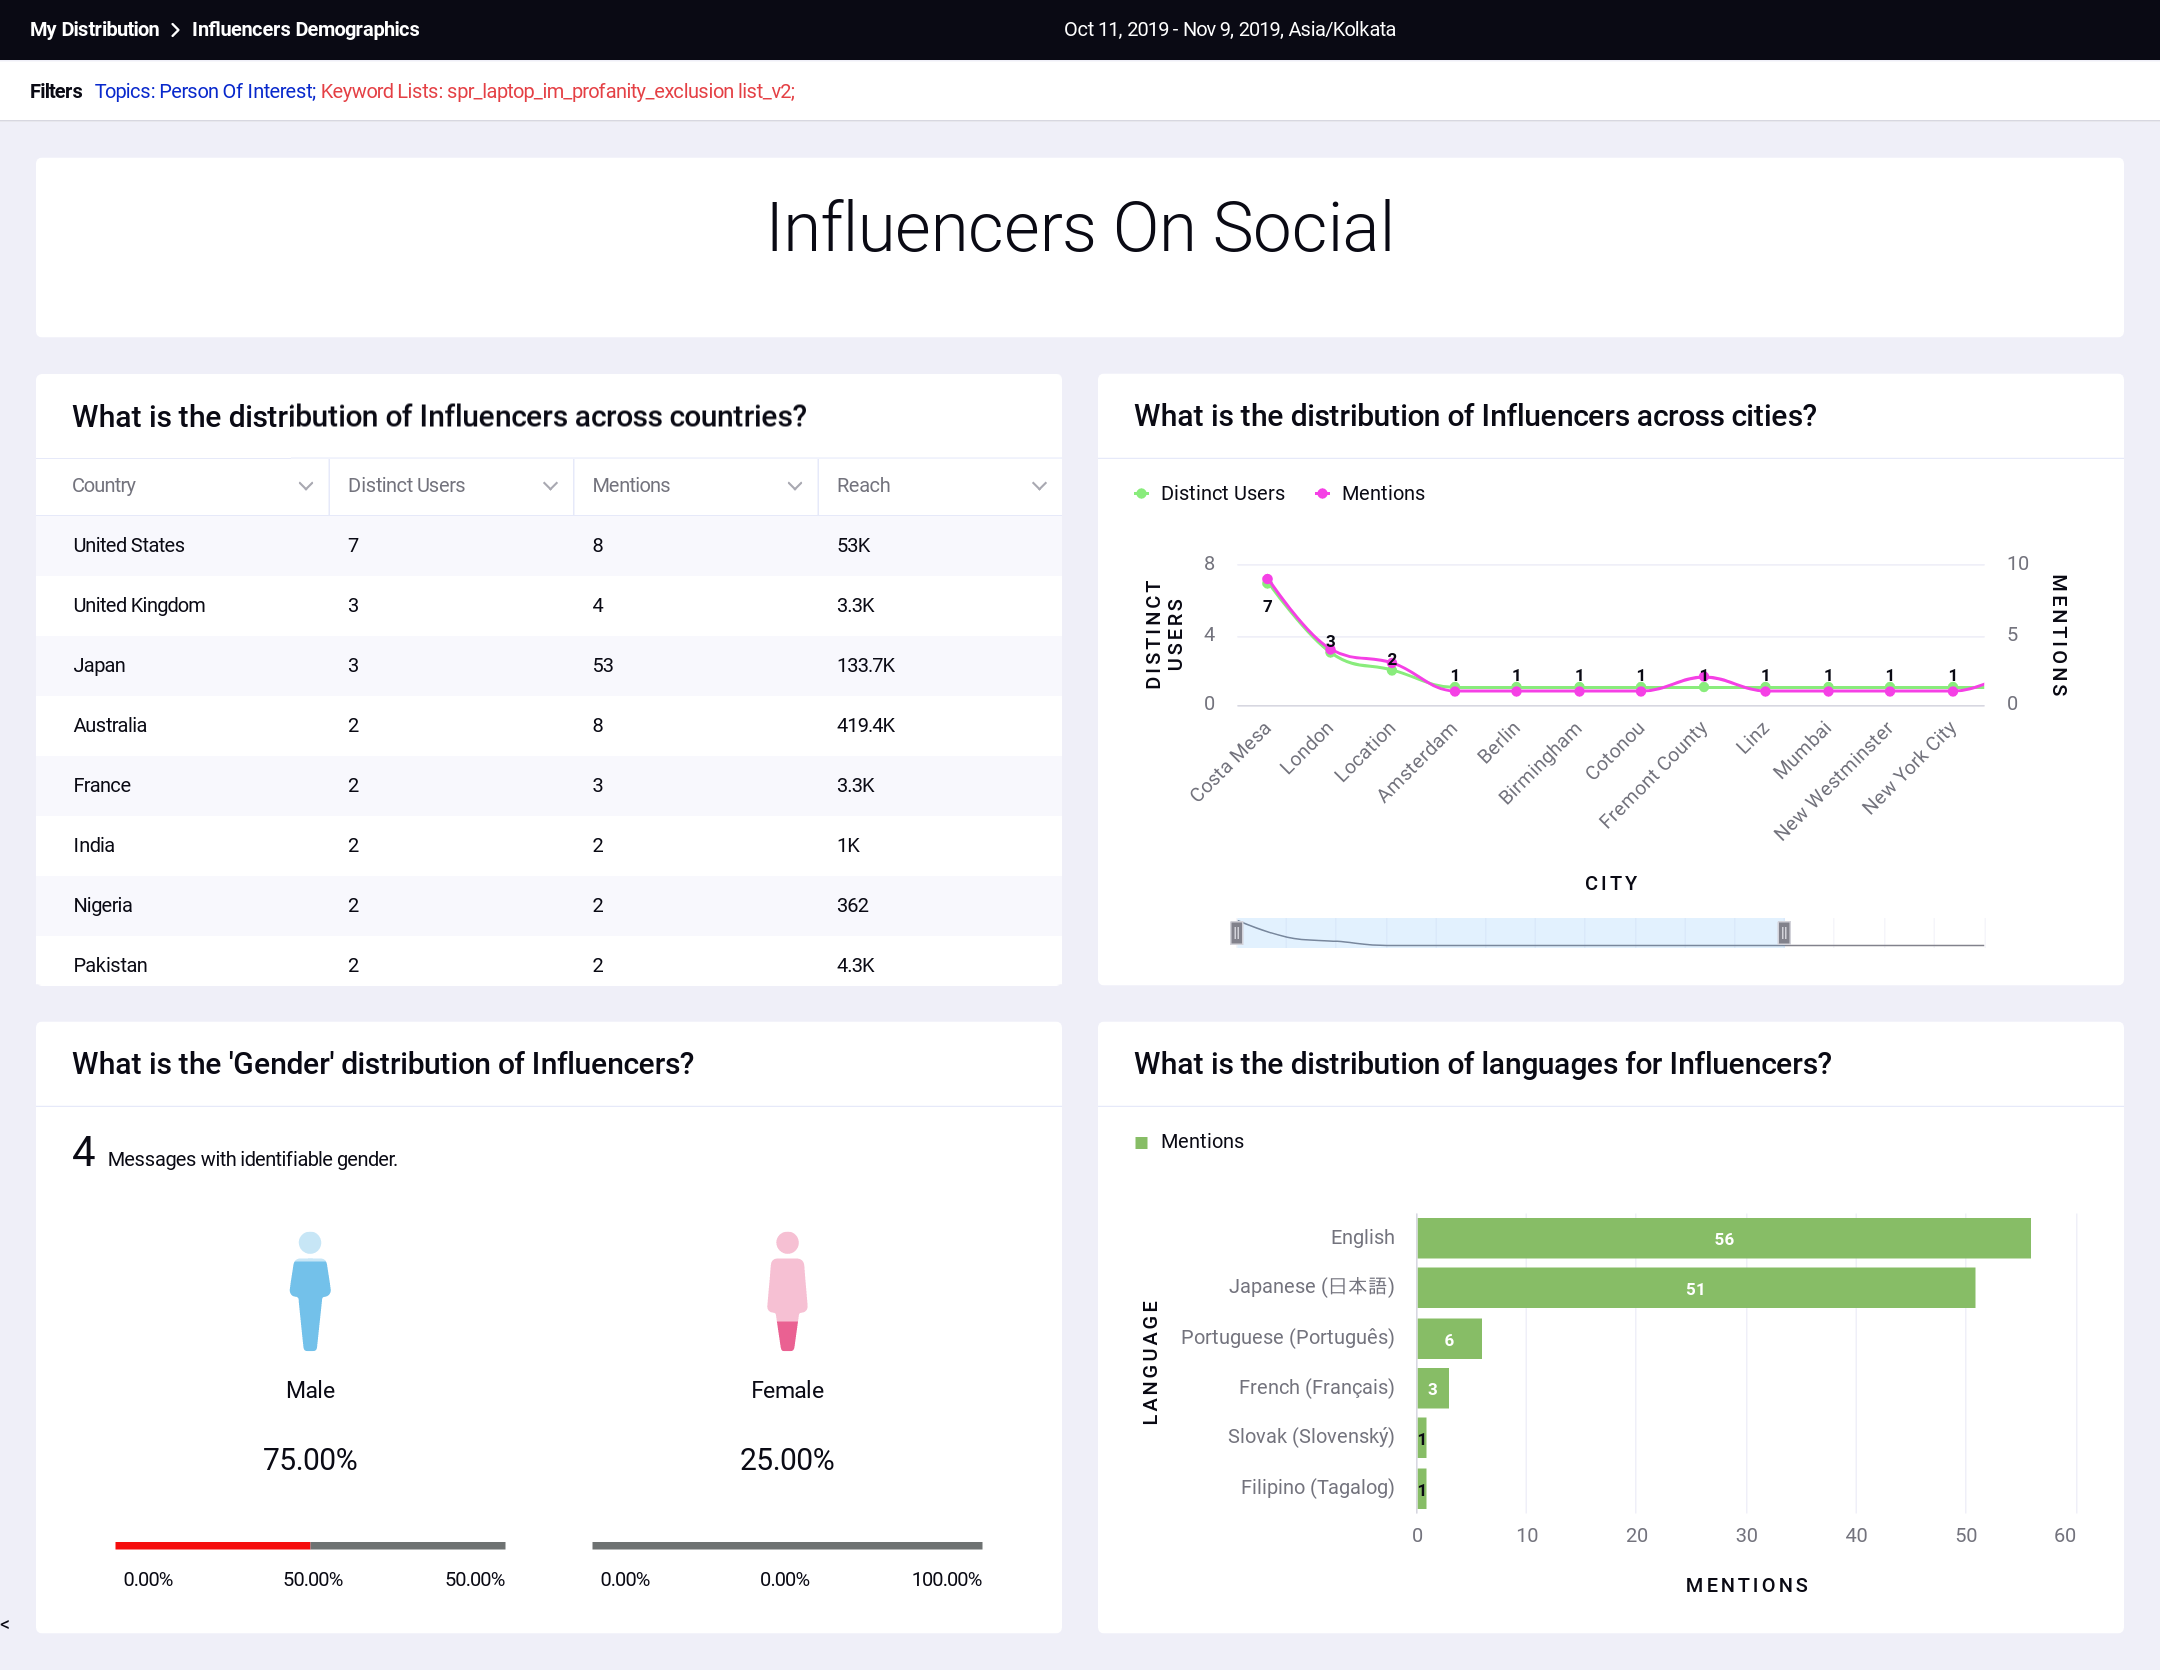 My Distribution > Influencers Demographics Oct 11, 2019 - Nov 9, 2019, Asia/Kolkata
Filters Topics: Person Of Interest; Keyword Lists: spr_laptop_im_profanity_exclusion list_v2;
Influencers On Social
What is the distribution of Influencers across countries?
Country Distinct Users Mentions Reach
United States 7 8 53K
United Kingdom 3 4 3.3K
Japan 3 53 133.7K
Australia 2 8 419.4K
France 2 3 3.3K
India 2 2 1K
Nigeria 2 2 362
Pakistan 2 2 4.3K
What is the distribution of Influencers across cities?
Distinct Users Mentions
DISTINCT
USERS
8
4
0
7 3 2 1 1 1 1 1 1 1 1 1
10
5
0
MENTIONS
Costa Mesa
London
Location
Amsterdam
Berlin
Birmingham
Cotonou
Fremont County
Linz
Mumbai
New Westminster
New York City
CITY
What is the 'Gender' distribution of Influencers?
4 Messages with identifiable gender.
Male
75.00%
0.00% 50.00% 50.00%
Female
25.00%
0.00% 0.00% 100.00%
<
What is the distribution of languages for Influencers?
Mentions
LANGUAGE
English 56
Japanese (日本語) 51
Portuguese (Português) 6
French (Français) 3
Slovak (Slovenský) 1
Filipino (Tagalog) 1
0 10 20 30 40 50 60
MENTIONS